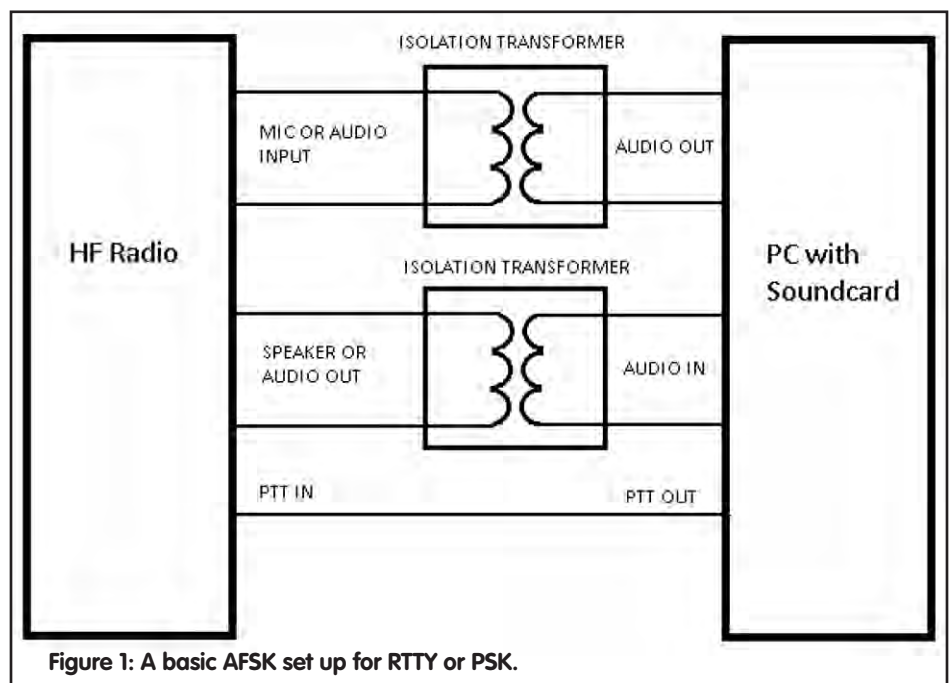 ISOLATION TRANSFORMER
MIC OR AUDIO
INPUT
AUDIO OUT
HF Radio
PC with
Soundcard
ISOLATION TRANSFORMER
SPEAKER OR
AUDIO OUT
AUDIO IN
PTT IN
PTT OUT
Figure 1: A basic AFSK set up for RTTY or PSK.